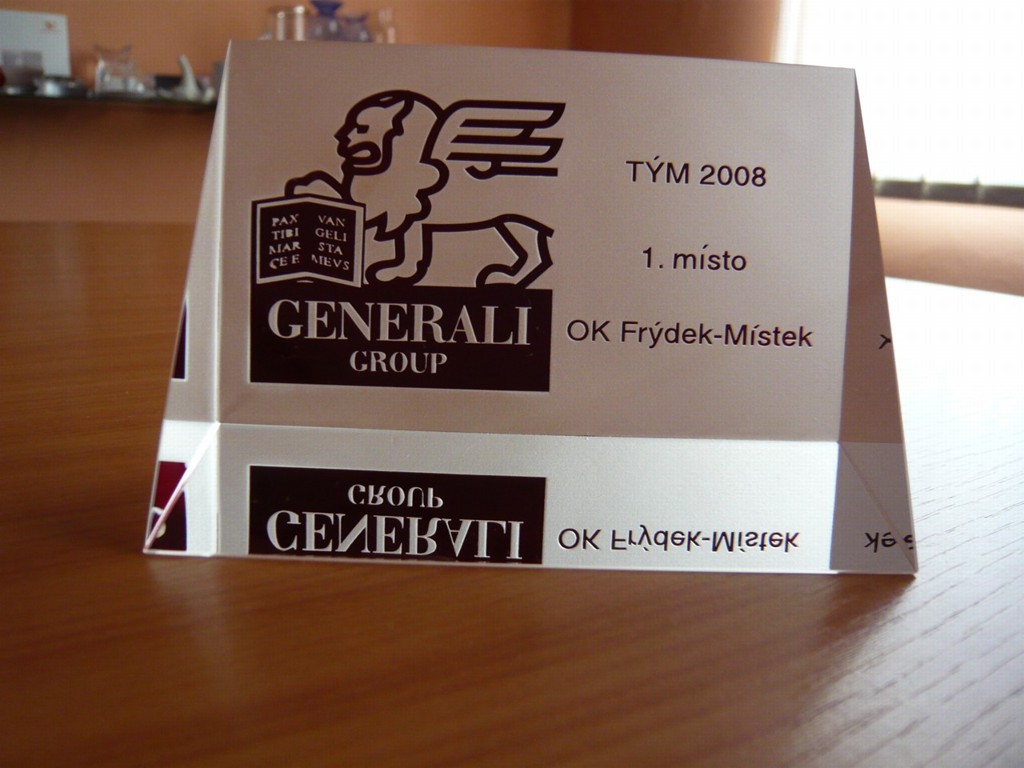 PAX TIBI MAR CE E
VAN GELI STA MEVS
GENERALI
GROUP
TÝM 2008
1. místo
OK Frýdek-Místek